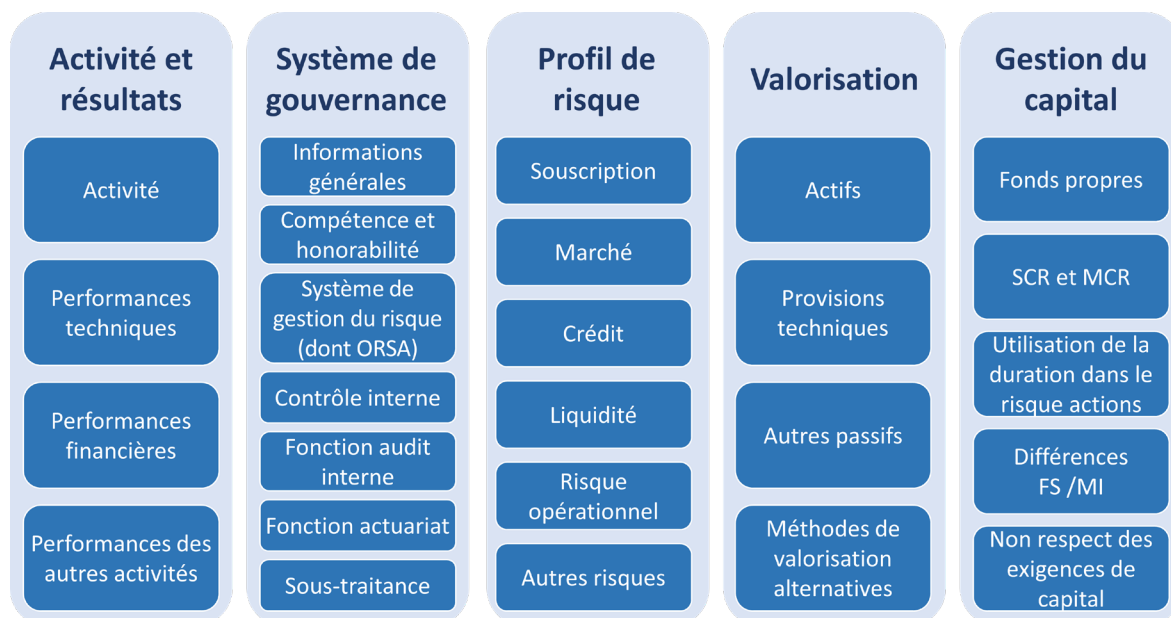 Activité et
résultats
Activité
Performances
techniques
Performances
financières
Performances des
autres activités
Système de
gouvernance
Informations
générales
Compétence et
honorabilité
Système de
gestion du risque
(dont ORSA)
Contrôle interne
Fonction audit
interne
Fonction actuariat
Sous-traitance
Profil de
risque
Souscription
Marché
Crédit
Liquidité
Risque
opérationnel
Autres risques
Valorisation
Actifs
Provisions
techniques
Autres passifs
Méthodes de
valorisation
alternatives
Gestion du
capital
Fonds propres
SCR et MCR
Utilisation de la
duration dans le
risque actions
Différences
FS /MI
Non respect des
exigences de
capital